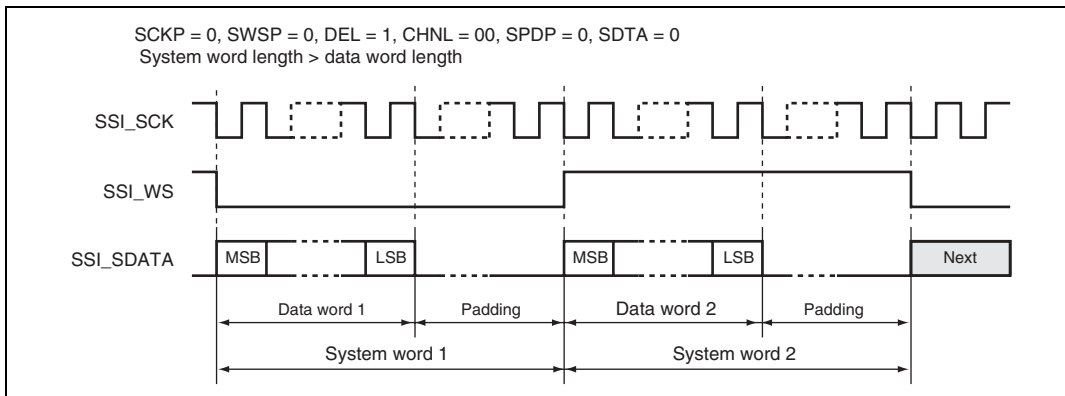 SCKP = 0, SWSP = 0, DEL = 1, CHNL = 00, SPDP = 0, SDTA = 0
System word length > data word length
SSI_SCK
SSI_WS
SSI_SDATA
MSB
LSB
MSB
LSB
Next
Data word 1
Padding
Data word 2
Padding
System word 1
System word 2